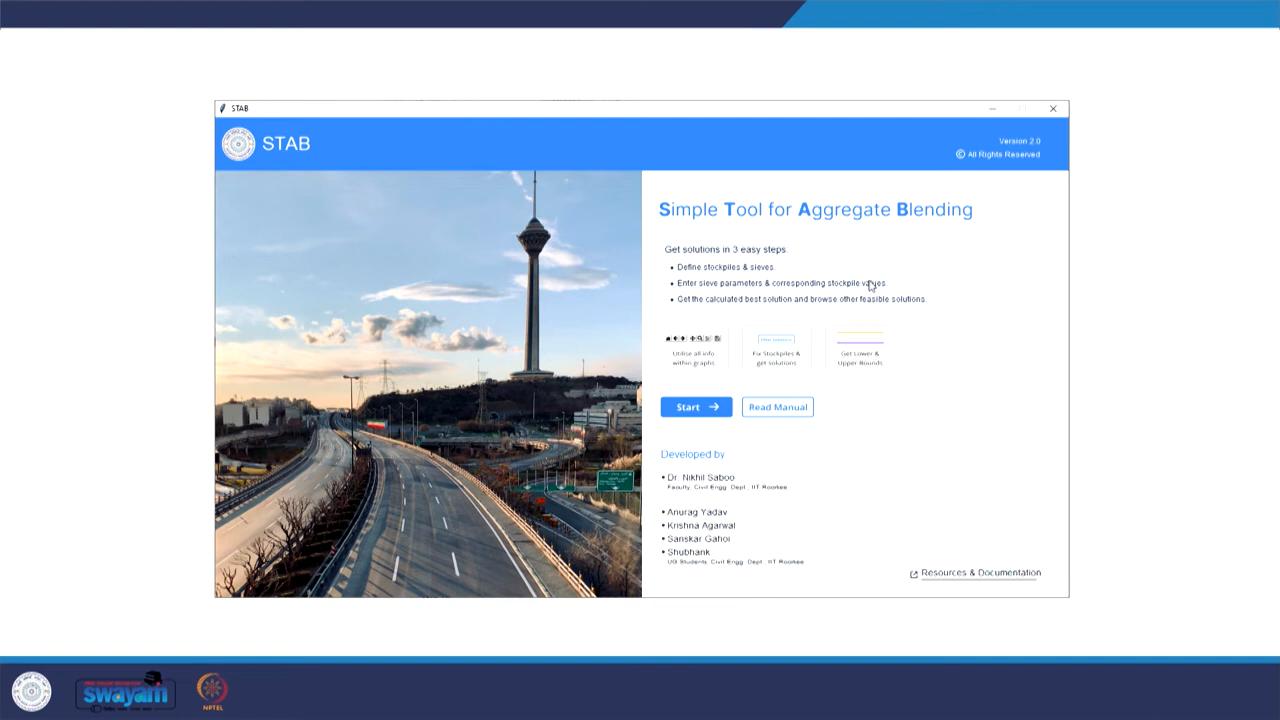 STAB
STAB
Version 2.0
© All Rights Reserved
Simple Tool for Aggregate Blending
Get solutions in 3 easy steps.
• Define stockpiles & sieves.
• Enter sieve parameters & corresponding stockpile values.
• Get the calculated best solution and browse other feasible solutions.
Utilise all info within graphs
Fix Stockpiles & get solutions
Get Lower & Upper Bounds
Start →
Read Manual
Developed by
• Dr. Nikhil Saboo
Faculty, Civil Engg. Dept., IIT Roorkee
• Anurag Yadav
• Krishna Agarwal
• Sanskar Gahoi
• Shubhank
UG Students, Civil Engg. Dept., IIT Roorkee
Resources & Documentation
swayam
NPTEL